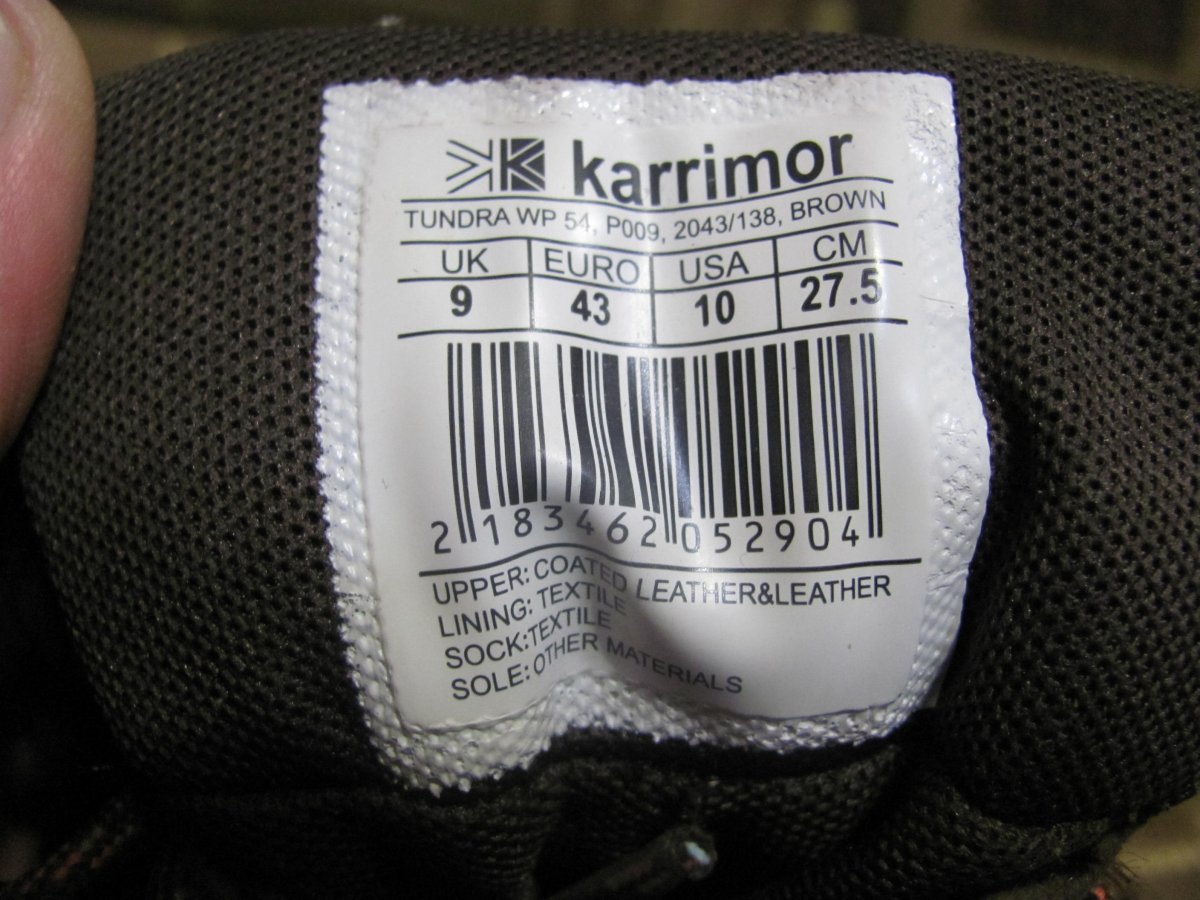 karrimor
TUNDRA WP 54, P009, 2043/138, BROWN
UK EURO USA CM
9 43 10 27.5
2 183462 052904
UPPER: COATED LEATHER&LEATHER
LINING: TEXTILE
SOCK:TEXTILE
SOLE: OTHER MATERIALS